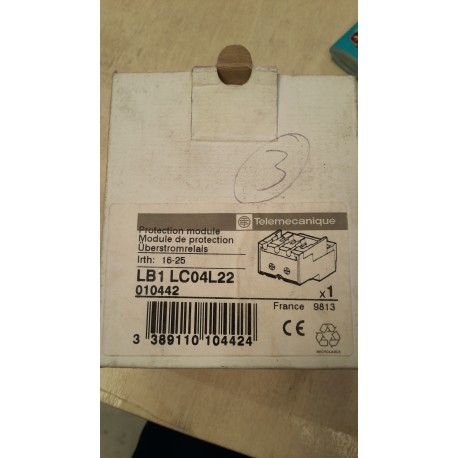 3
Telemecanique
Protection module
Module de protection
Überstromrelais
Irth: 16-25
LB1 LC04L22
010442
x1
France 9813
CE
3 389110 104424
RECYCLABLE